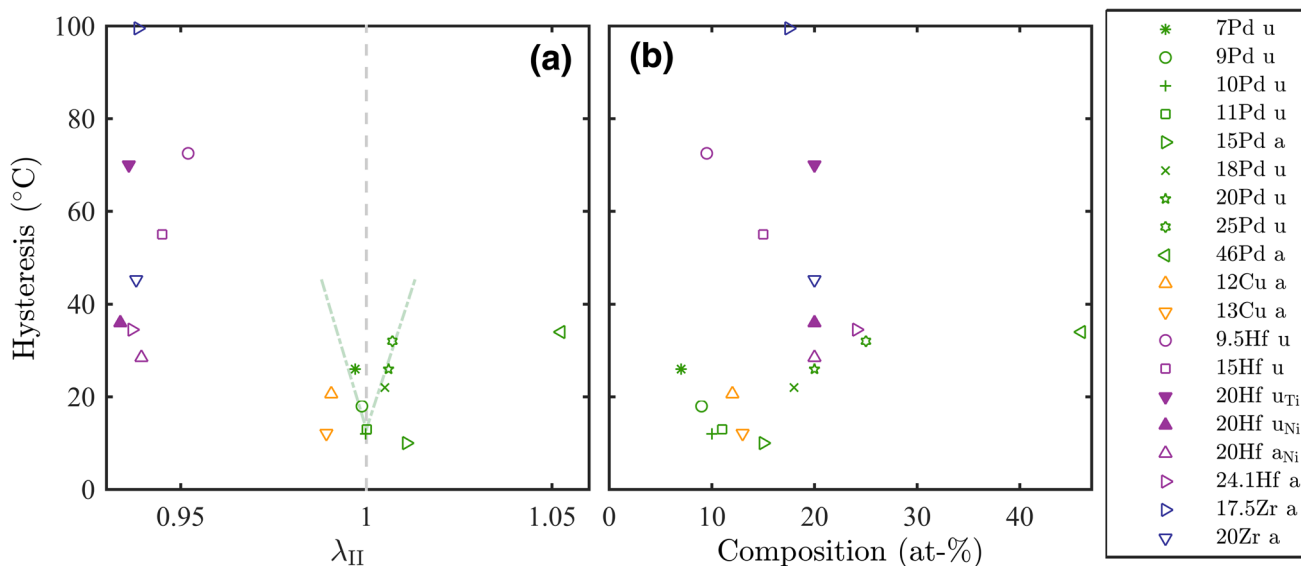 (a)
Hysteresis (°C)
100
80
60
40
20
0
0.95
1
1.05
λII
(b)
0
10
20
30
40
Composition (at-%)
7Pd u
9Pd u
10Pd u
11Pd u
15Pd a
18Pd u
20Pd u
25Pd u
46Pd a
12Cu a
13Cu a
9.5Hf u
15Hf u
20Hf uTi
20Hf uNi
20Hf aNi
24.1Hf a
17.5Zr a
20Zr a